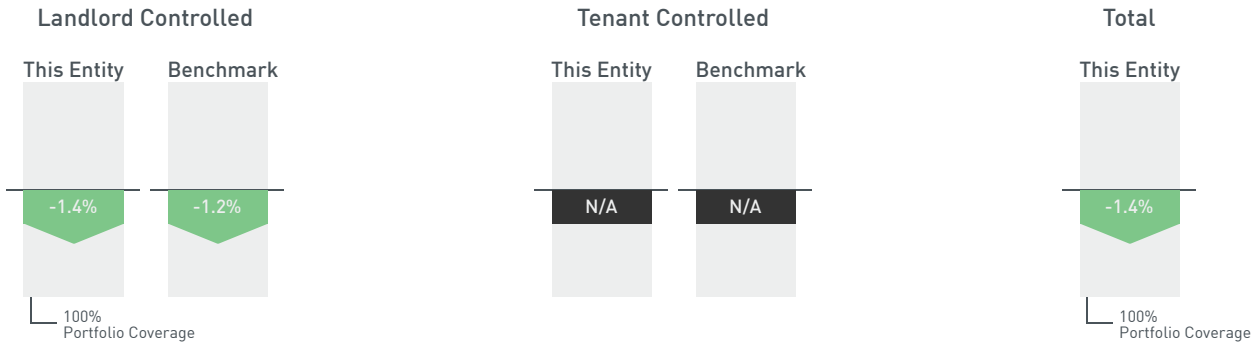 Landlord Controlled
Tenant Controlled
Total
This Entity
Benchmark
This Entity
Benchmark
This Entity
-1.4%
-1.2%
N/A
N/A
-1.4%
100%
Portfolio Coverage
100%
Portfolio Coverage